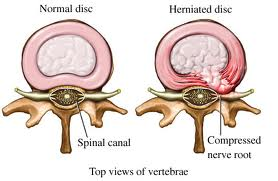 Normal disc
Herniated disc
Spinal canal
Compressed
nerve root
Top views of vertebrae